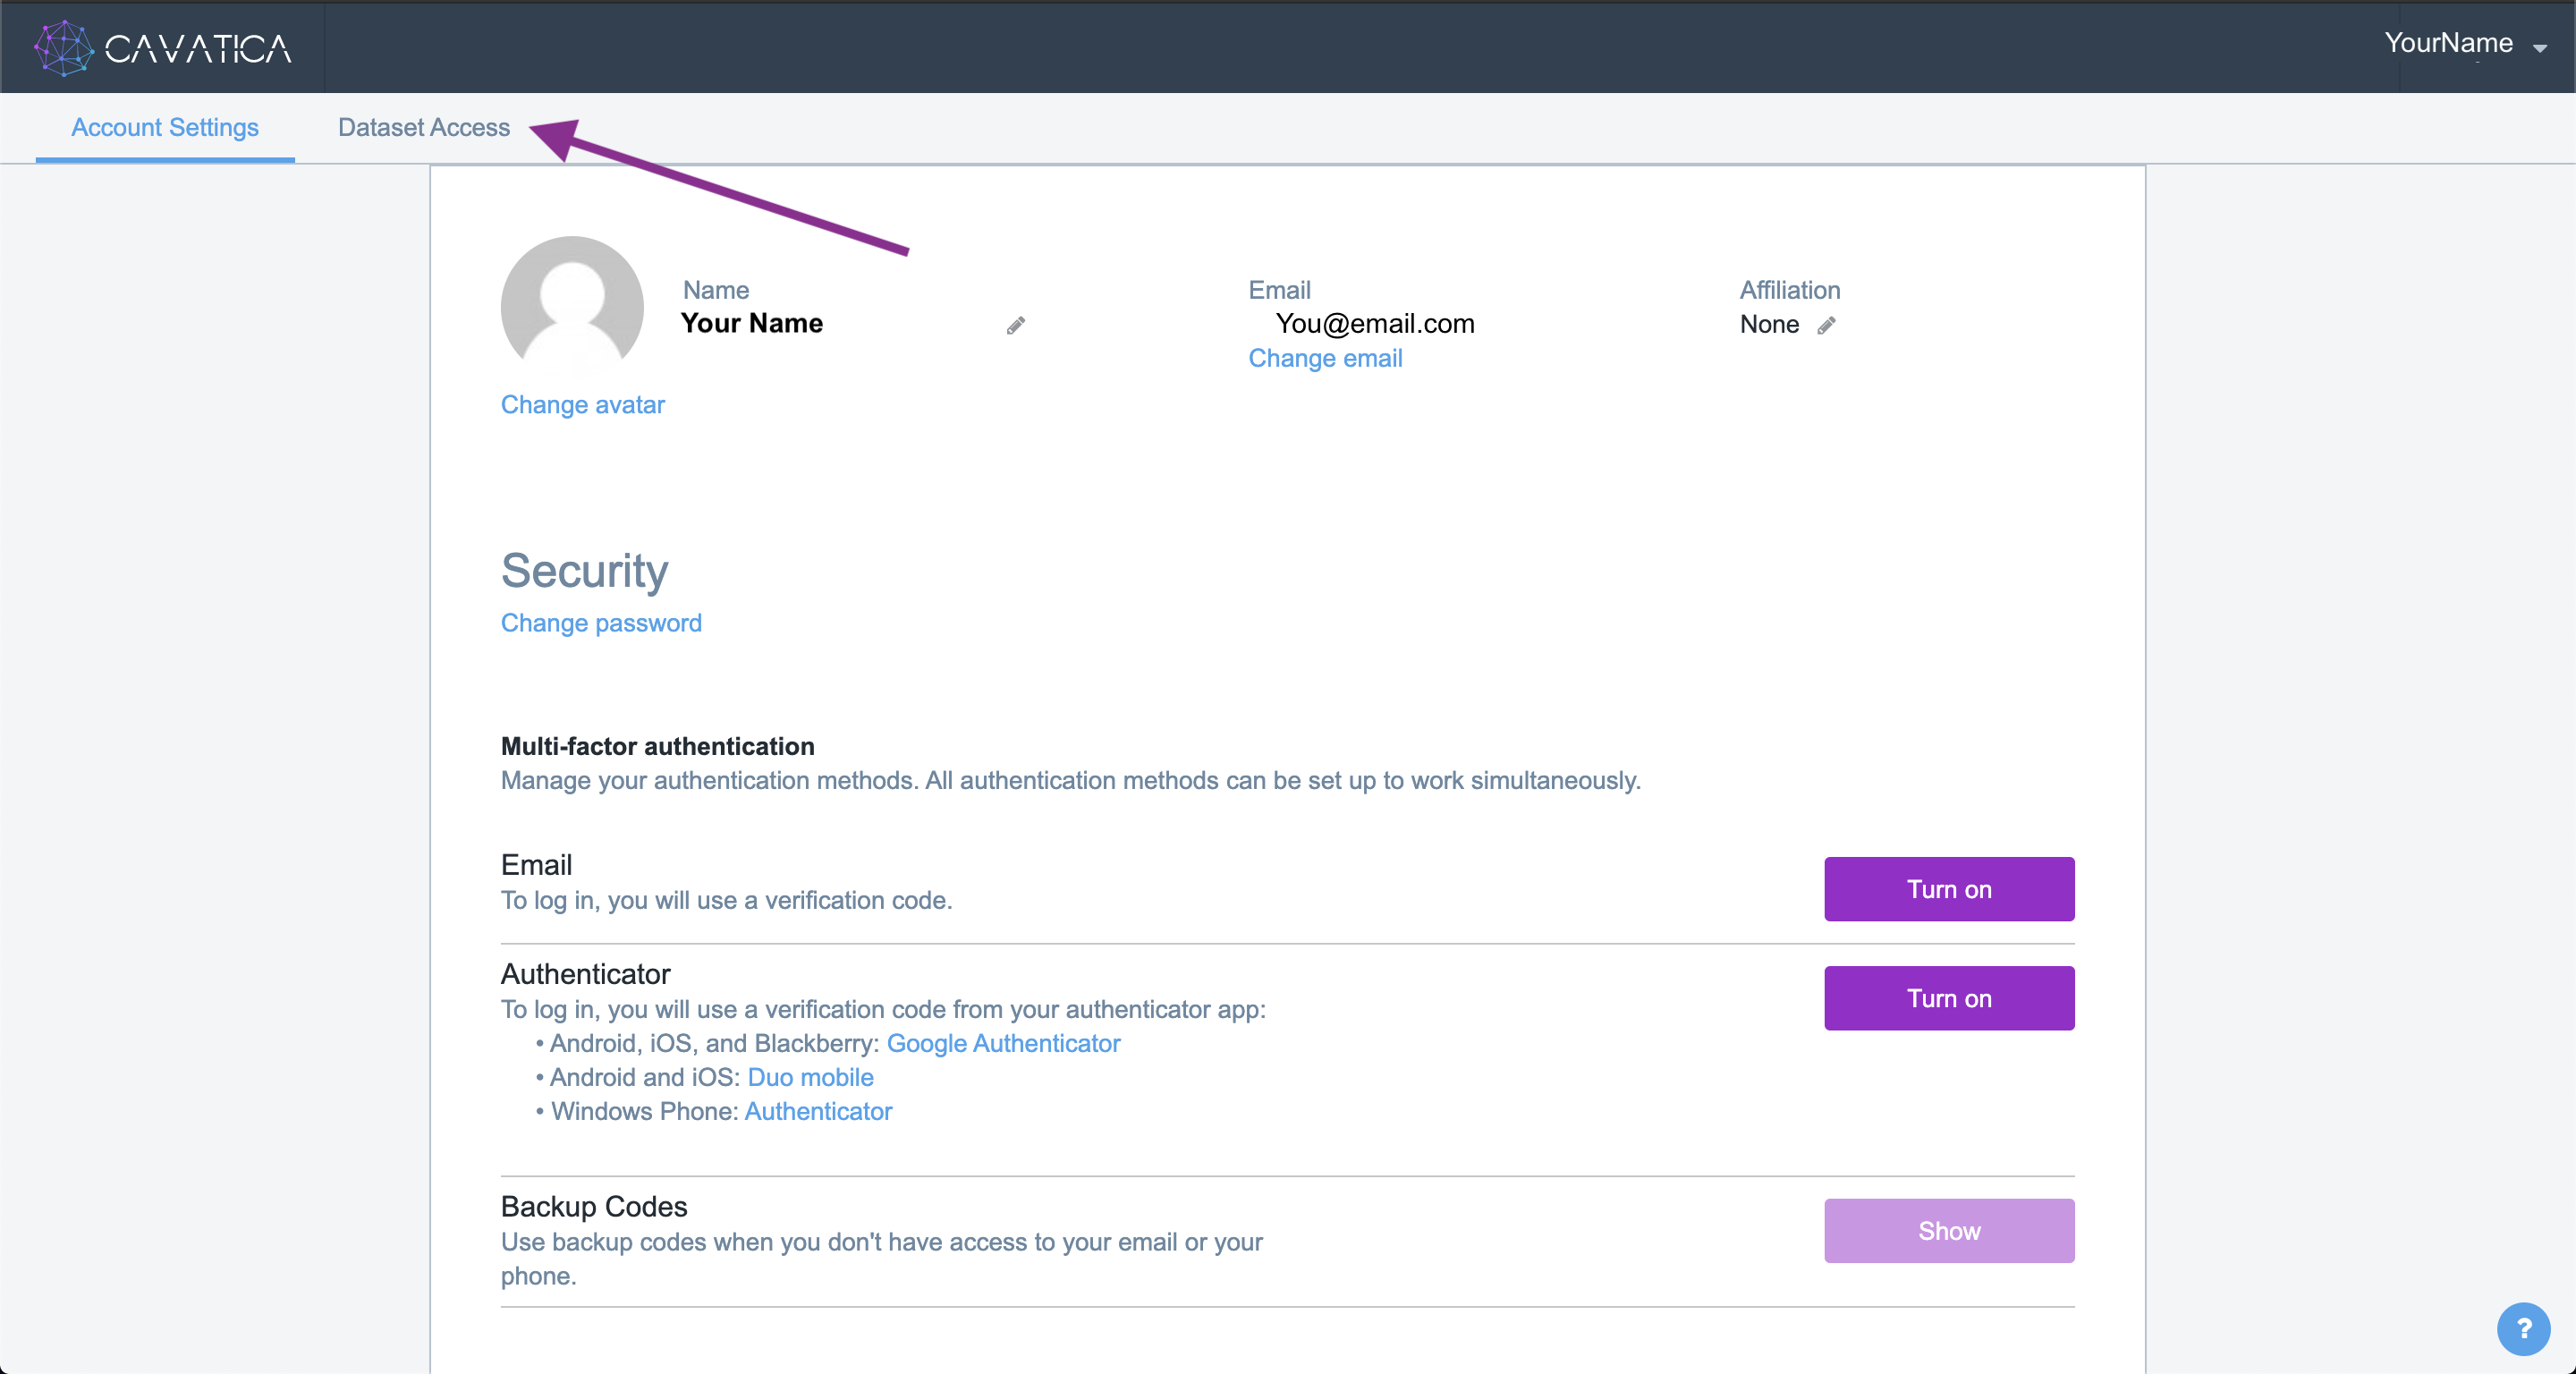 CAVATICA
YourName
Account Settings
Dataset Access
Name
Your Name
Email
You@email.com
Change email
Affiliation
None
Change avatar
Security
Change password
Multi-factor authentication
Manage your authentication methods. All authentication methods can be set up to work simultaneously.
Email
To log in, you will use a verification code.
Turn on
Authenticator
To log in, you will use a verification code from your authenticator app:
• Android, iOS, and Blackberry: Google Authenticator
• Android and iOS: Duo mobile
• Windows Phone: Authenticator
Turn on
Backup Codes
Use backup codes when you don't have access to your email or your
phone.
Show
?